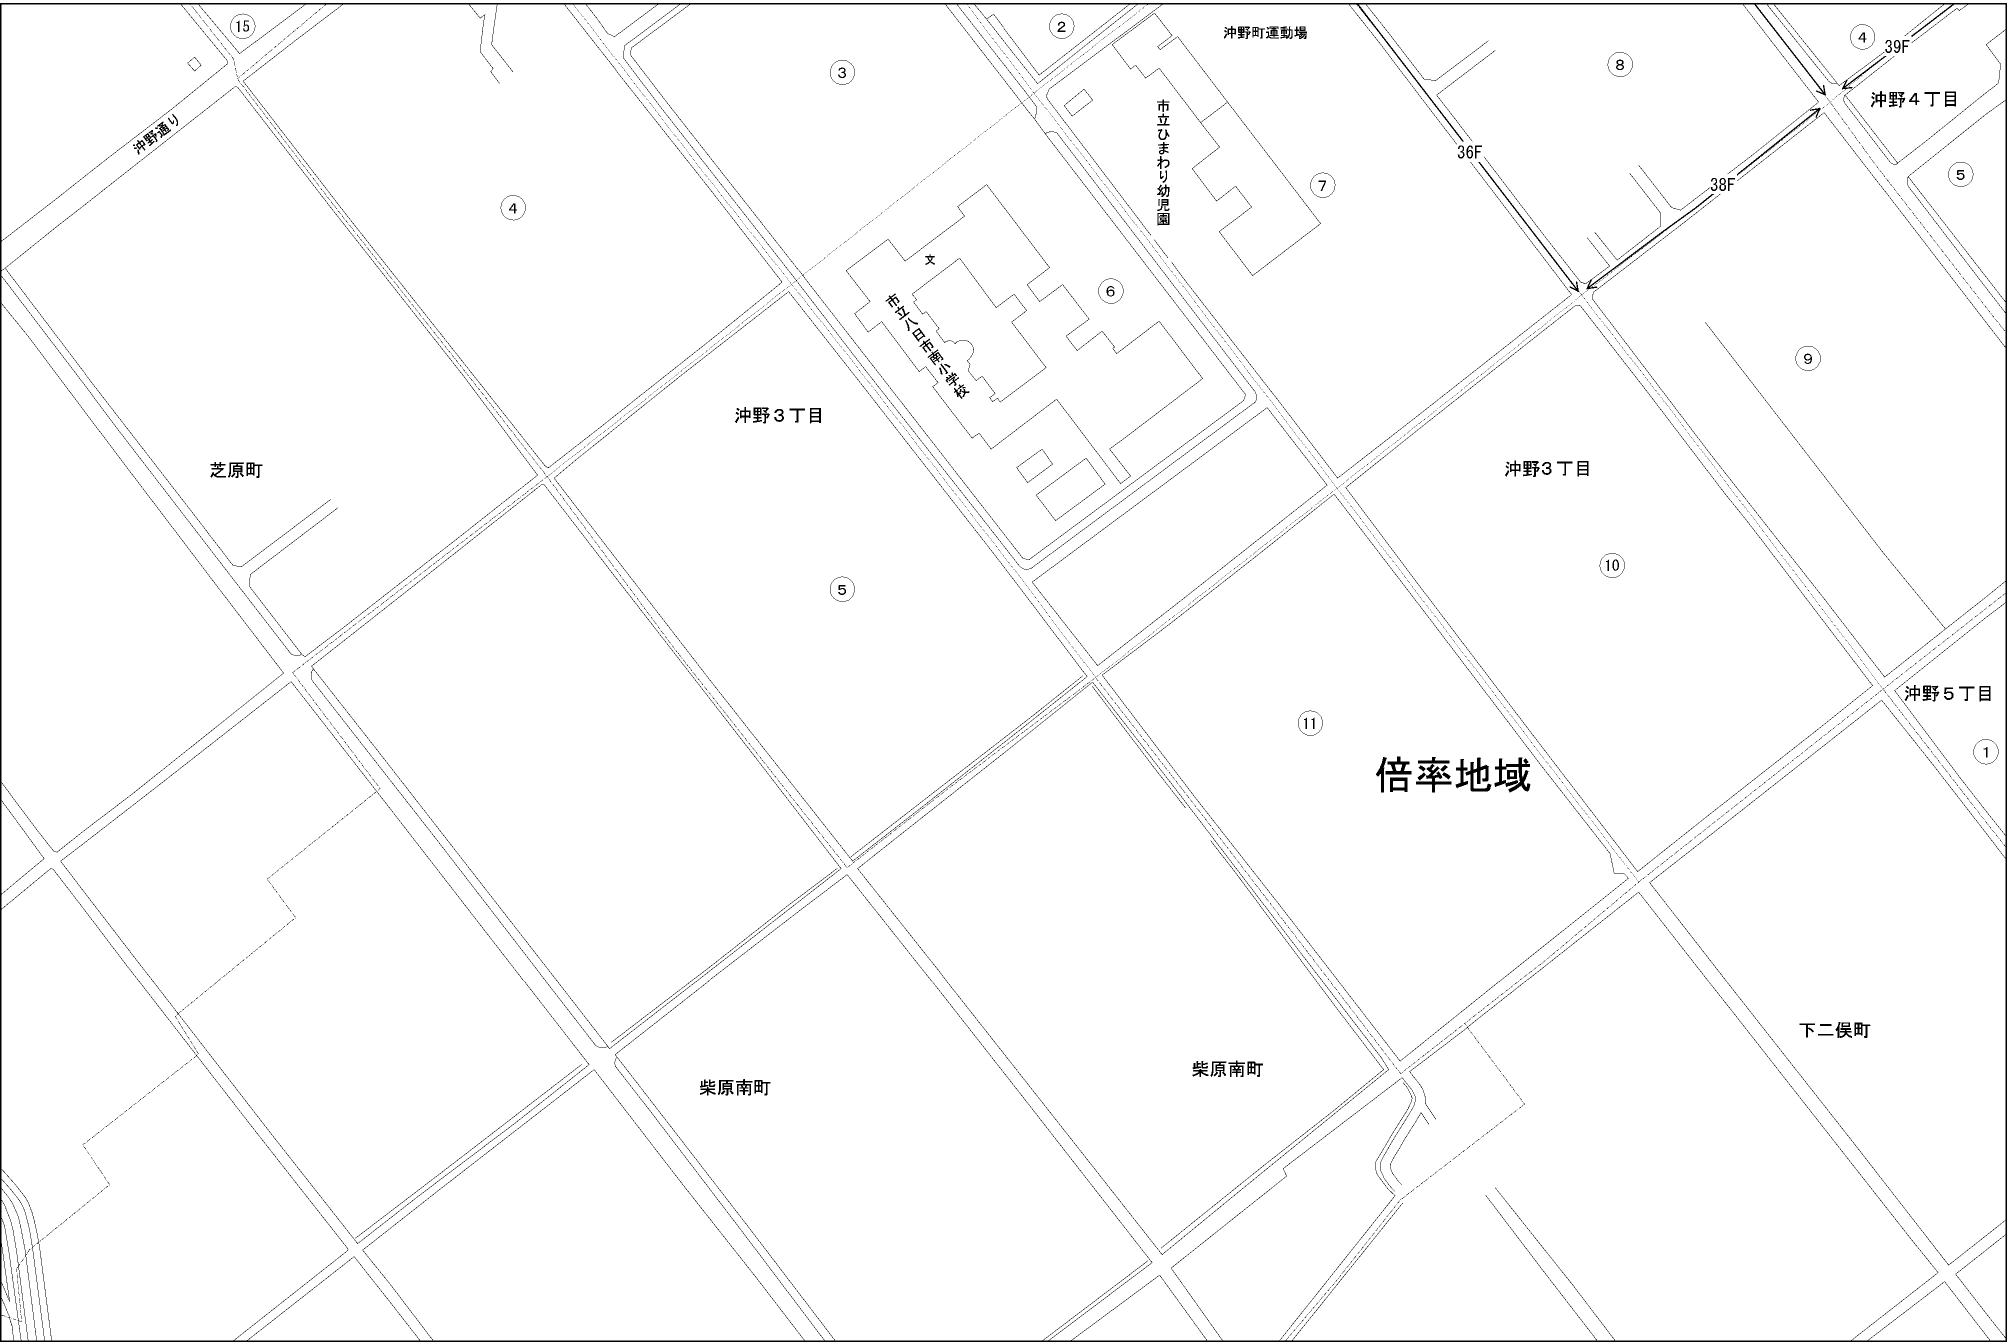 15
2
沖野町運動場
4
39F
3
8
沖野4丁目
沖野通り
市立ひまわり幼児園
36F
5
7
38F
4
文
6
市立八日市南小学校
9
沖野3丁目
芝原町
沖野3丁目
10
5
沖野5丁目
11
1
倍率地域
下二俣町
柴原南町
柴原南町